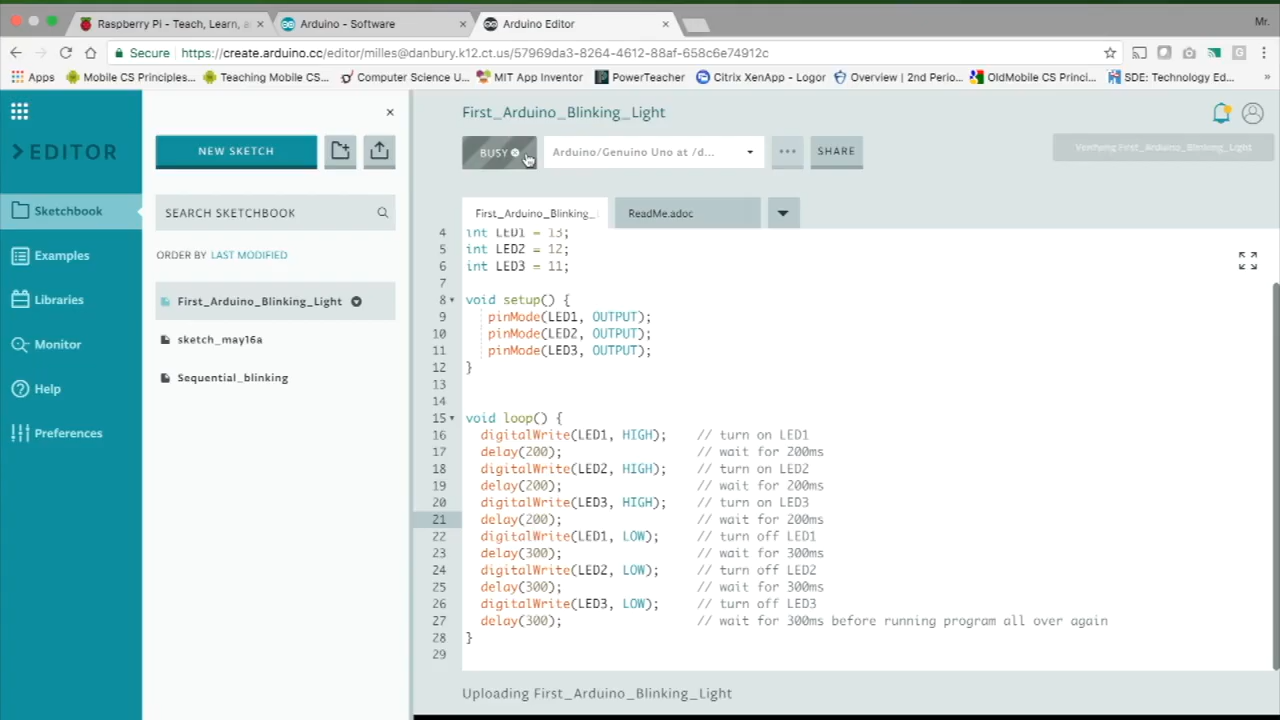 Raspberry Pi - Teach, Learn, a
Arduino - Software
Arduino Editor
Mr.
Secure
https://create.arduino.cc/editor/milles@danbury.k12.ct.us/57969da3-8264-4612-88af-658c6e74912c
Apps
Mobile CS Principles...
Teaching Mobile CS...
Computer Science U...
MIT App Inventor
PowerTeacher
Citrix XenApp - Logor
Overview | 2nd Perio...
OldMobile CS Princi...
SDE: Technology Ed...
»
>EDITOR
Sketchbook
Examples
Libraries
Monitor
Help
Preferences
NEW SKETCH
SEARCH SKETCHBOOK
ORDER BY LAST MODIFIED
First_Arduino_Blinking_Light
sketch_may16a
Sequential_blinking
First_Arduino_Blinking_Light
BUSY
Arduino/Genuino Uno at /d...
SHARE
Verifying First_Arduino_Blinking_Light
First_Arduino_Blinking_
ReadMe.adoc
4 int LED1 = 13;
5 int LED2 = 12;
6 int LED3 = 11;
7
8 void setup() {
9 pinMode(LED1, OUTPUT);
10 pinMode(LED2, OUTPUT);
11 pinMode(LED3, OUTPUT);
12 }
13
14
15 void loop() {
16 digitalWrite(LED1, HIGH); // turn on LED1
17 delay(200); // wait for 200ms
18 digitalWrite(LED2, HIGH); // turn on LED2
19 delay(200); // wait for 200ms
20 digitalWrite(LED3, HIGH); // turn on LED3
21 delay(200); // wait for 200ms
22 digitalWrite(LED1, LOW); // turn off LED1
23 delay(300); // wait for 300ms
24 digitalWrite(LED2, LOW); // turn off LED2
25 delay(300); // wait for 300ms
26 digitalWrite(LED3, LOW); // turn off LED3
27 delay(300); // wait for 300ms before running program all over again
28 }
29
Uploading First_Arduino_Blinking_Light